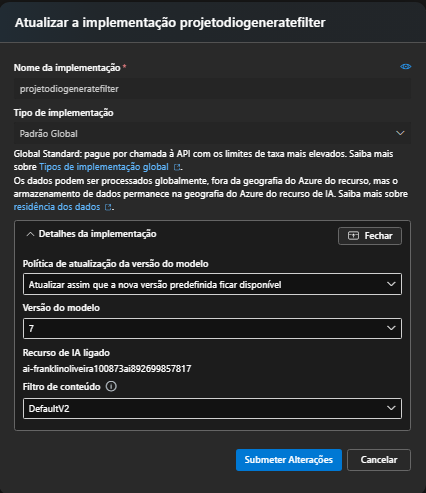 Atualizar a implementação projetodiogeneratefilter
Nome da implementação *
projetodiogeneratefilter
Tipo de implementação
Padrão Global
Global Standard: pague por chamada à API com os limites de taxa mais elevados. Saiba mais
sobre Tipos de implementação global.
Os dados podem ser processados globalmente, fora da geografia do Azure do recurso, mas o
armazenamento de dados permanece na geografia do Azure do recurso de IA. Saiba mais sobre
residência dos dados.
Detalhes da implementação
Fechar
Política de atualização da versão do modelo
Atualizar assim que a nova versão predefinida ficar disponível
Versão do modelo
7
Recurso de IA ligado
ai-franklinoliveira100873ai892699857817
Filtro de conteúdo
DefaultV2
Submeter Alterações
Cancelar